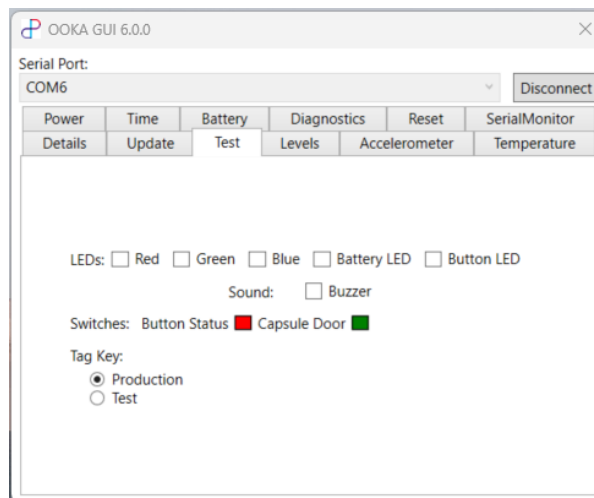 OOKA GUI 6.0.0
Serial Port:
COM6 Disconnect
Power Time Battery Diagnostics Reset SerialMonitor
Details Update Test Levels Accelerometer Temperature
LEDs: Red Green Blue Battery LED Button LED
Sound: Buzzer
Switches: Button Status Capsule Door
Tag Key:
Production
Test